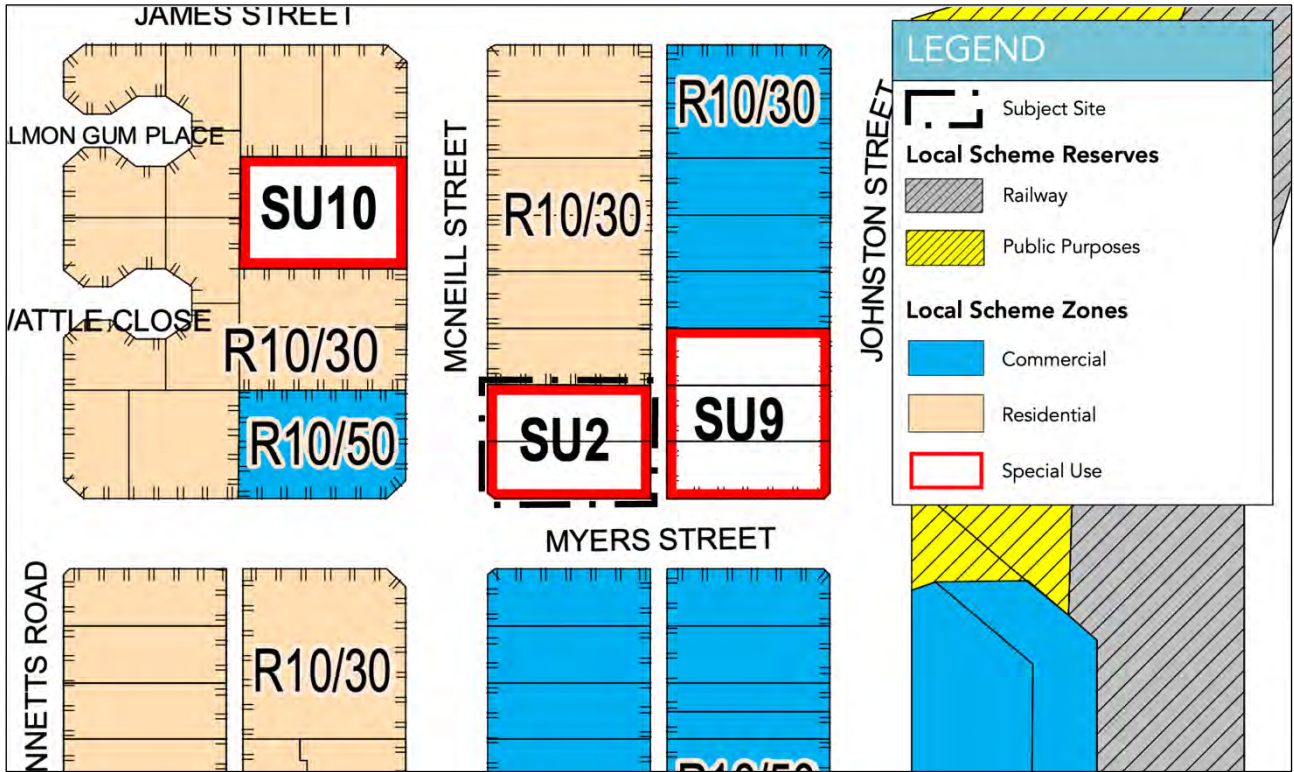 JAMES STREET
LMON GUM PLACE
MCNEILL STREET
R10/30
JOHNSTON STREET
SU10
R10/30
/ATTLE CLOSE
R10/30
R10/50
SU2
SU9
MYERS STREET
NNETTS ROAD
R10/30
R10/50
LEGEND
Subject Site
Local Scheme Reserves
Railway
Public Purposes
Local Scheme Zones
Commercial
Residential
Special Use